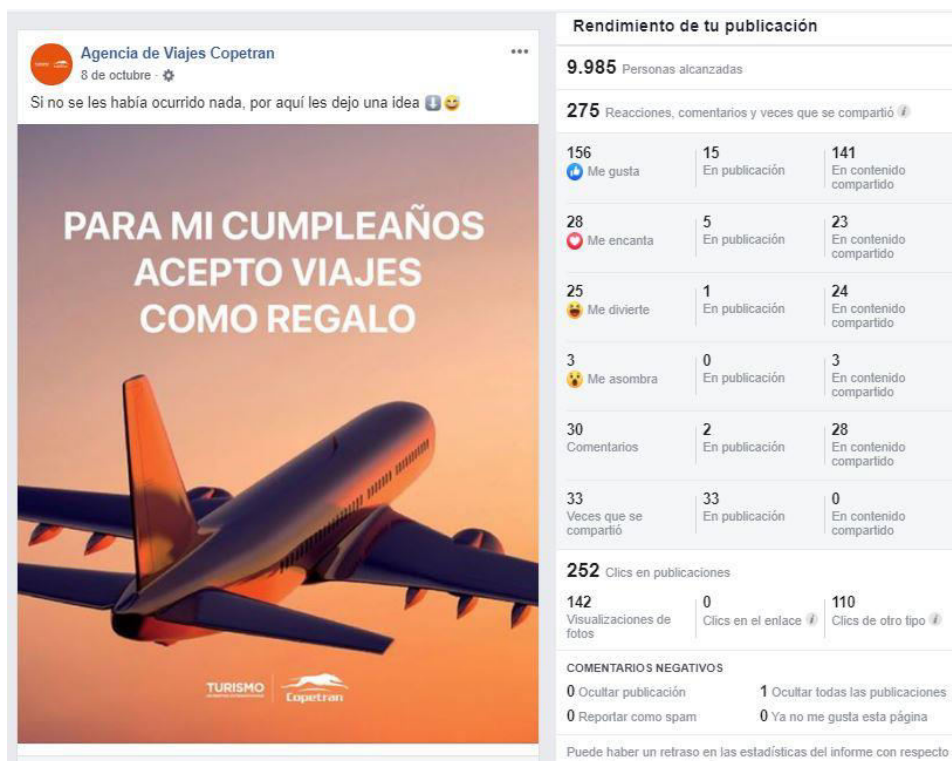 Agencia de Viajes Copetran
8 de octubre ·
Si no se les había ocurrido nada, por aquí les dejo una idea ⬇️😅
PARA MI CUMPLEAÑOS
ACEPTO VIAJES
COMO REGALO
TURISMO
Copetran
Rendimiento de tu publicación
9.985 Personas alcanzadas
275 Reacciones, comentarios y veces que se compartió
156
Me gusta
15
En publicación
141
En contenido
compartido
28
Me encanta
5
En publicación
23
En contenido
compartido
25
Me divierte
1
En publicación
24
En contenido
compartido
3
Me asombra
0
En publicación
3
En contenido
compartido
30
Comentarios
2
En publicación
28
En contenido
compartido
33
Veces que se
compartió
33
En publicación
0
En contenido
compartido
252 Clics en publicaciones
142
Visualizaciones de
fotos
0
Clics en el enlace
110
Clics de otro tipo
COMENTARIOS NEGATIVOS
0 Ocultar publicación
1 Ocultar todas las publicaciones
0 Reportar como spam
0 Ya no me gusta esta página
Puede haber un retraso en las estadísticas del informe con respecto